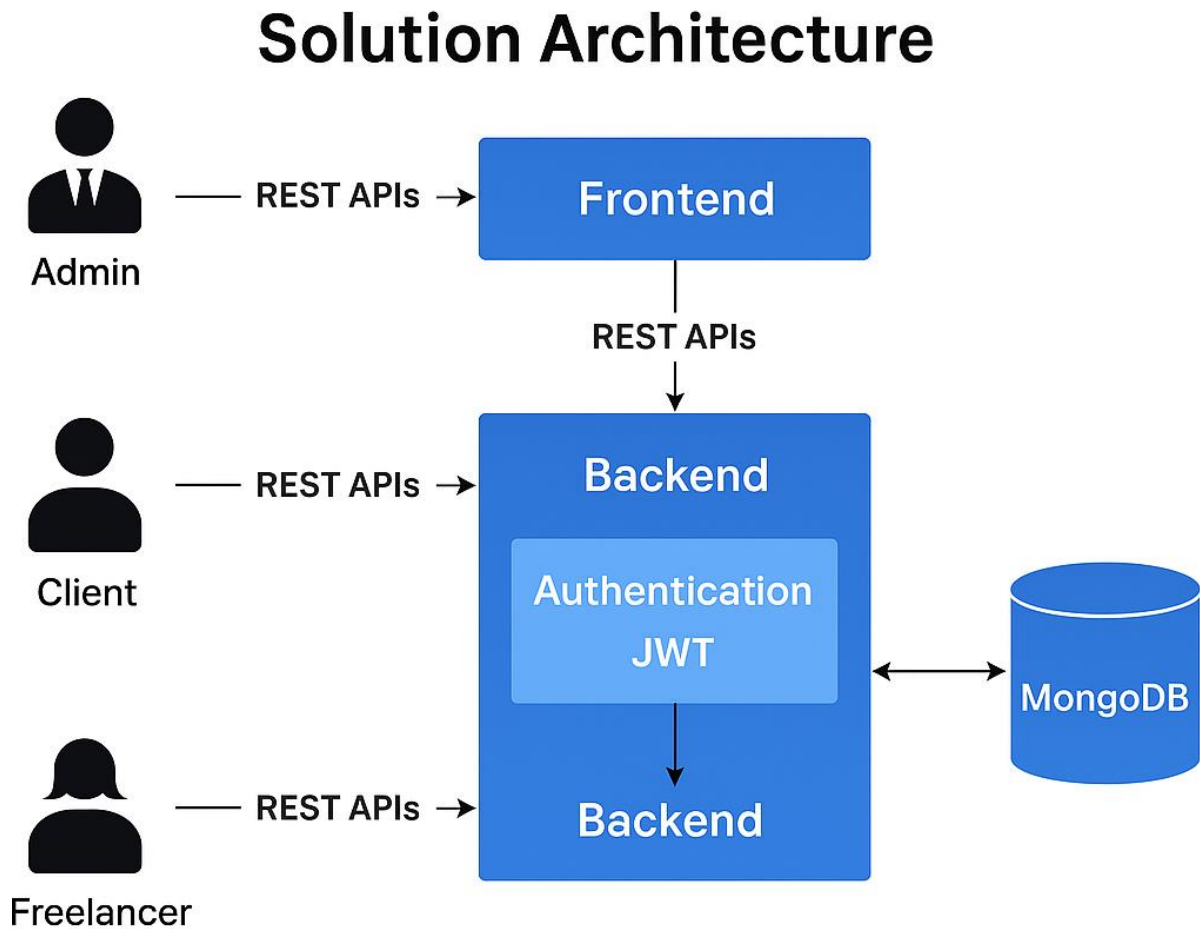 Solution Architecture
REST APIs
Frontend
Admin
REST APIs
Backend
REST APIs
Client
Authentication
JWT
MongoDB
REST APIs
Backend
Freelancer